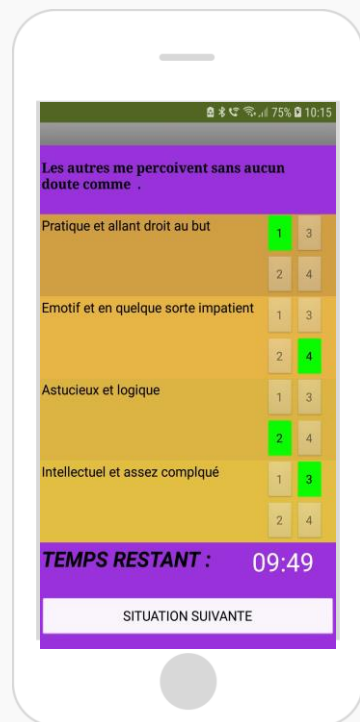 75% 10:15
Les autres me percoivent sans aucun
doute comme .
Pratique et allant droit au but
1 3
2 4
Emotif et en quelque sorte impatient
1 3
2 4
Astucieux et logique
1 3
2 4
Intellectuel et assez complqué
1 3
2 4
TEMPS RESTANT : 09:49
SITUATION SUIVANTE